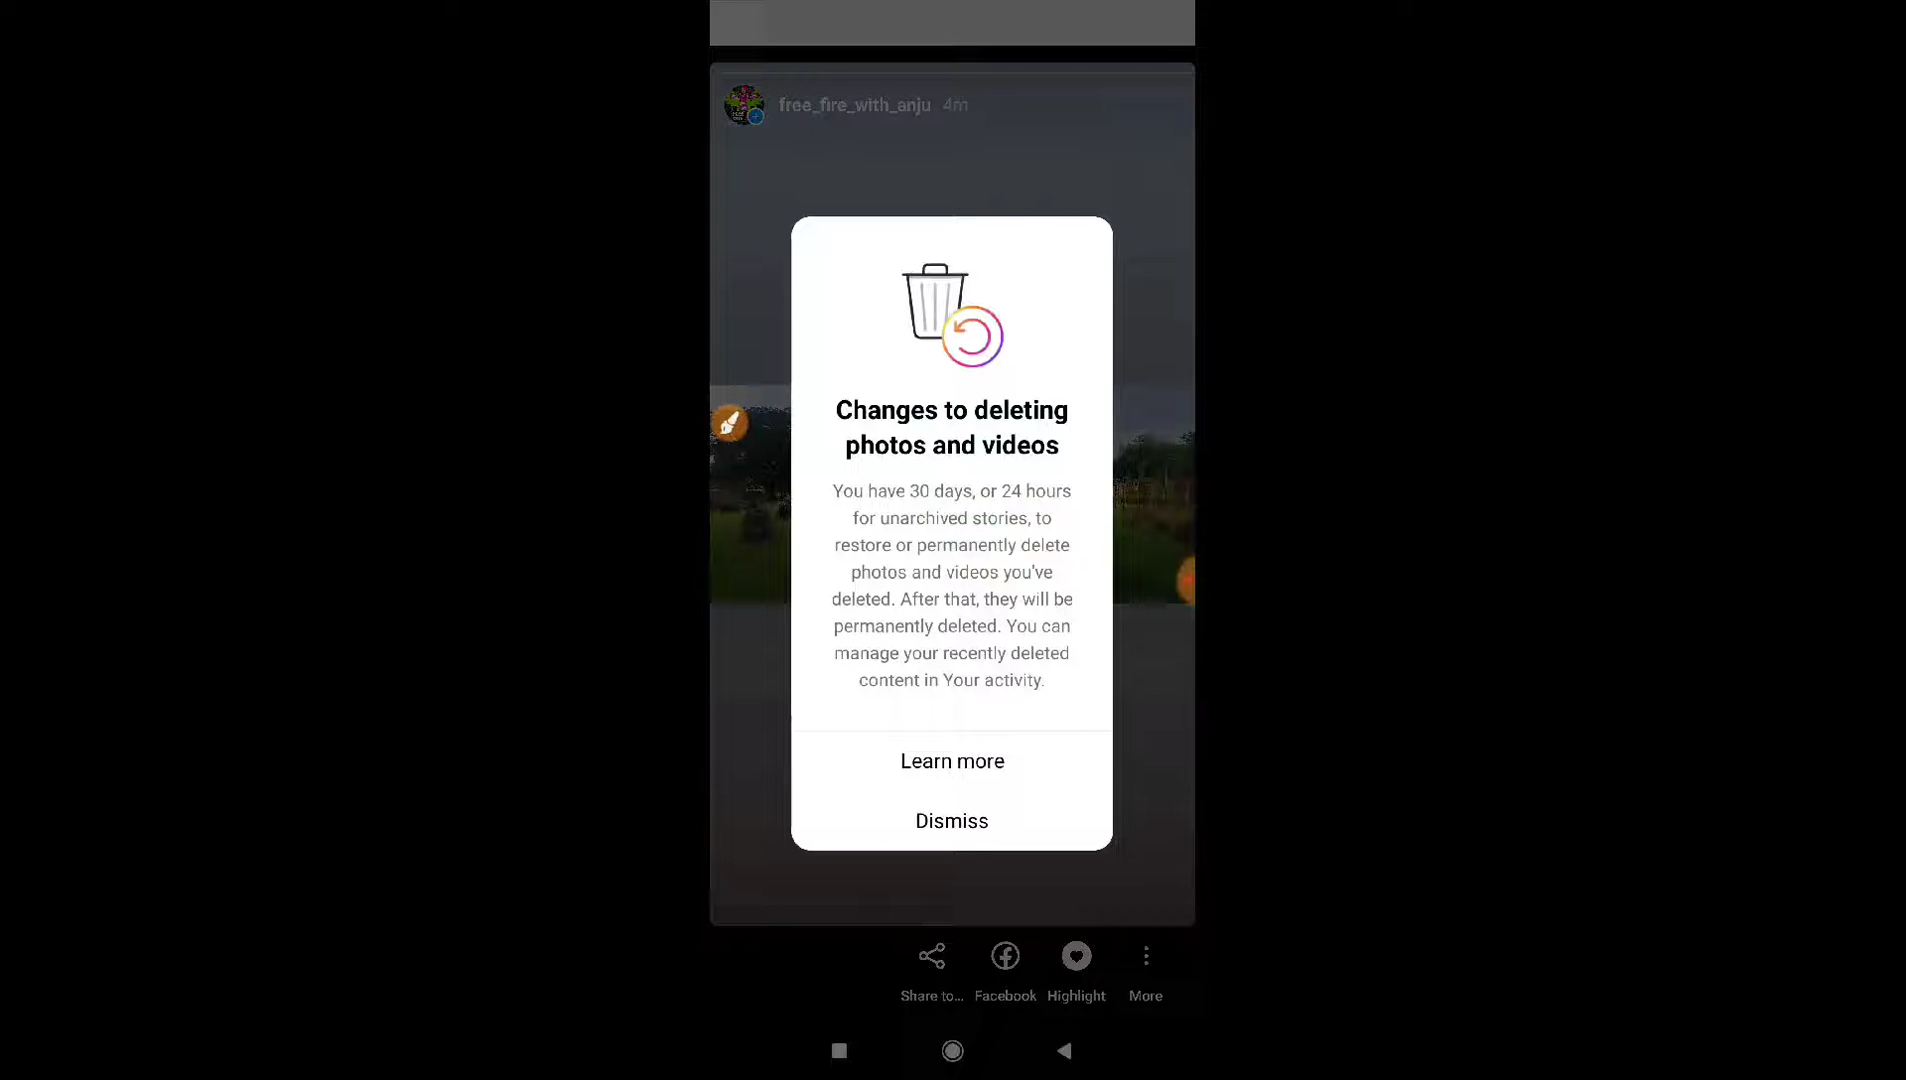 free_fire_with_anju 4m
Changes to deleting
photos and videos
You have 30 days, or 24 hours
for unarchived stories, to
restore or permanently delete
photos and videos you've
deleted. After that, they will be
permanently deleted. You can
manage your recently deleted
content in Your activity.
Learn more
Dismiss
Share to... Facebook Highlight More